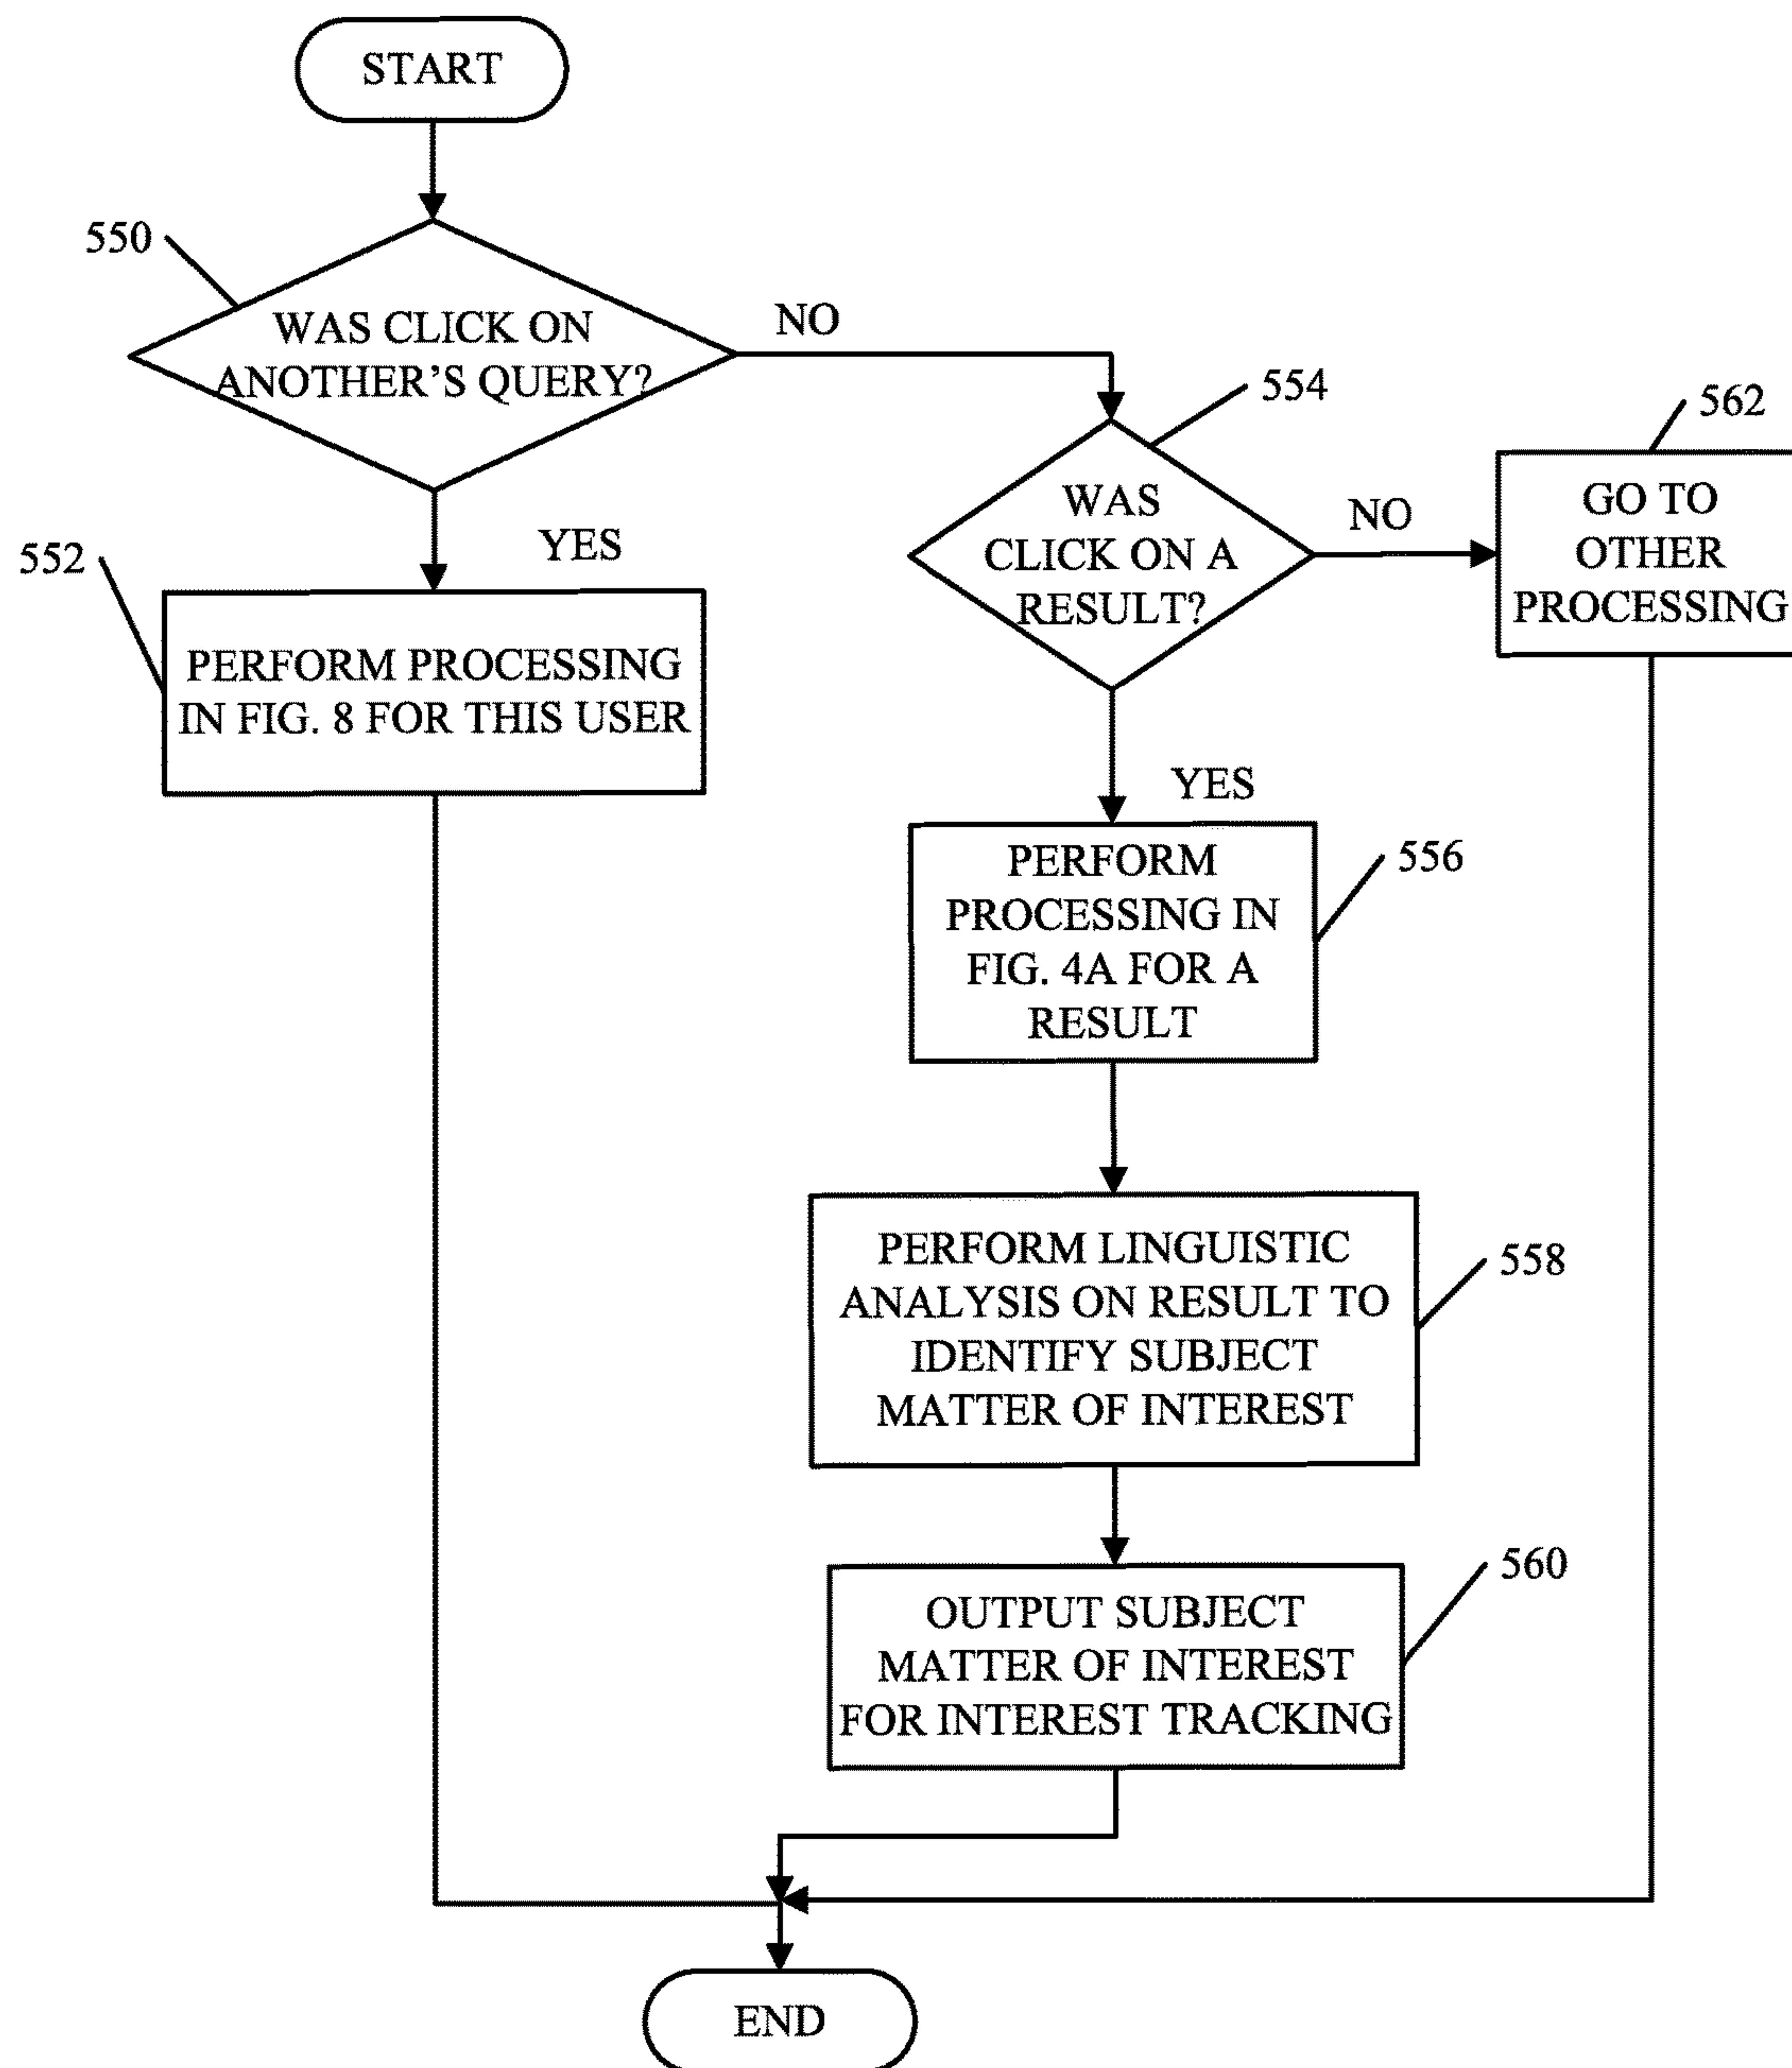 START
550
WAS CLICK ON
ANOTHER'S QUERY?
NO
554
562
WAS
CLICK ON A
RESULT?
NO
GO TO
OTHER
PROCESSING
YES
552
PERFORM PROCESSING
IN FIG. 8 FOR THIS USER
YES
PERFORM
PROCESSING IN
FIG. 4A FOR A
RESULT
556
PERFORM LINGUISTIC
ANALYSIS ON RESULT TO
IDENTIFY SUBJECT
MATTER OF INTEREST
558
OUTPUT SUBJECT
MATTER OF INTEREST
FOR INTEREST TRACKING
560
END